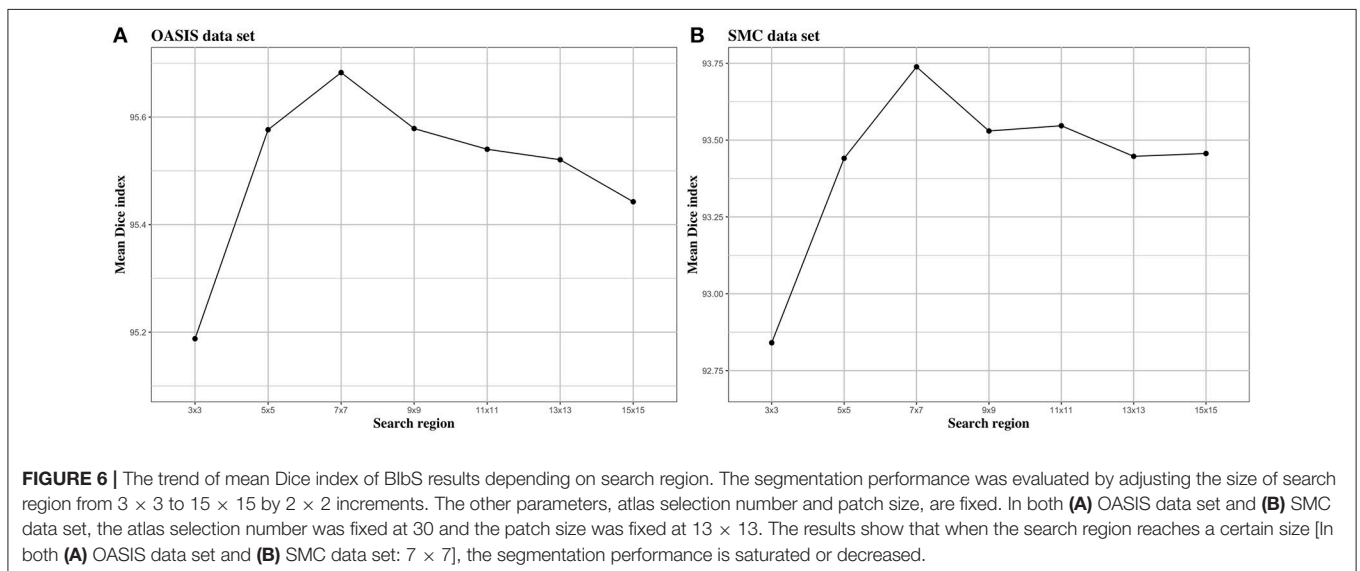 A OASIS data set
Mean Dice index
95.6
95.4
95.2
3x3 5x5 7x7 9x9 11x11 13x13 15x15
Search region
B SMC data set
Mean Dice index
93.75
93.50
93.25
93.00
92.75
3x3 5x5 7x7 9x9 11x11 13x13 15x15
Search region
FIGURE 6 | The trend of mean Dice index of BlbS results depending on search region. The segmentation performance was evaluated by adjusting the size of search
region from 3 × 3 to 15 × 15 by 2 × 2 increments. The other parameters, atlas selection number and patch size, are fixed. In both (A) OASIS data set and (B) SMC
data set, the atlas selection number was fixed at 30 and the patch size was fixed at 13 × 13. The results show that when the search region reaches a certain size [In
both (A) OASIS data set and (B) SMC data set: 7 × 7], the segmentation performance is saturated or decreased.